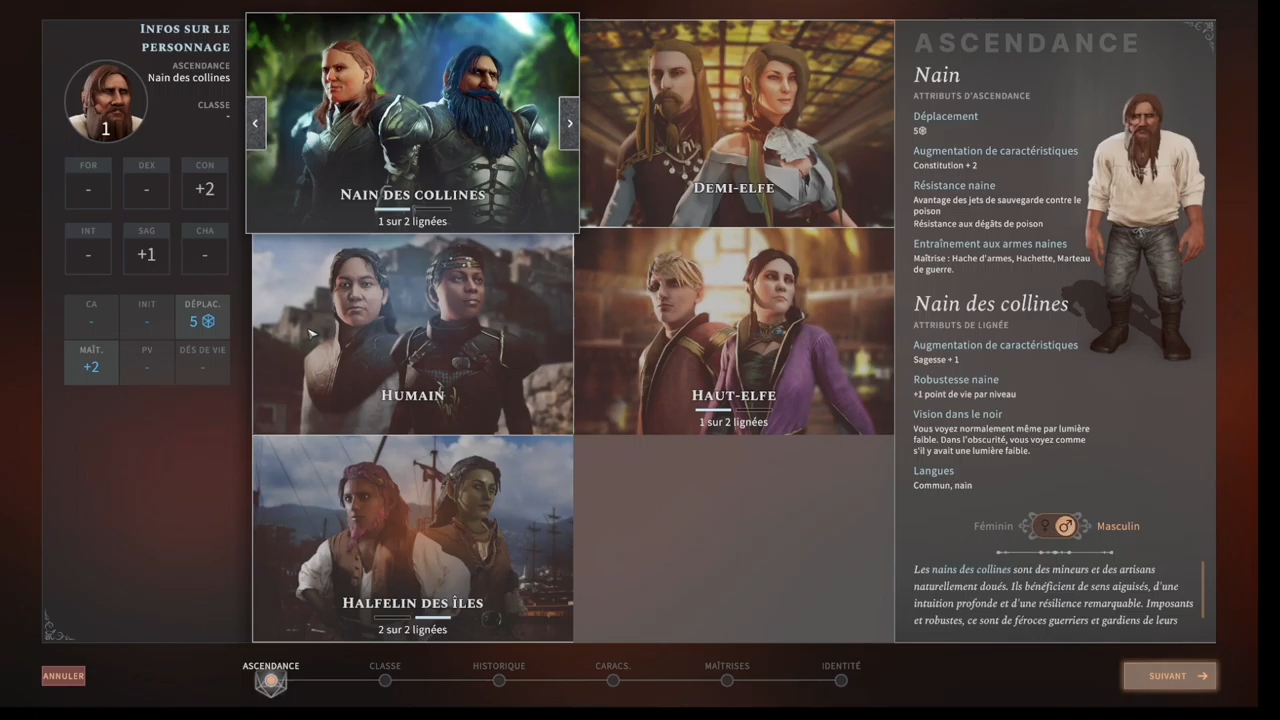 INFOS SUR LE
PERSONNAGE
ASCENDANCE
Nain des collines
CLASSE
-
1
FOR
DEX
CON
-
-
+2
INT
SAG
CHA
-
+1
-
CA
INIT
DÉPLAC.
-
-
5
MAÎT.
PV
DÉS DE VIE
+2
-
-
NAIN DES COLLINES
1 sur 2 lignées
DEMI-ELFE
HUMAIN
HAUT-ELFE
1 sur 2 lignées
HALFELIN DES ÎLES
2 sur 2 lignées
ASCENDANCE
Nain
ATTRIBUTS D'ASCENDANCE
Déplacement
5
Augmentation de caractéristiques
Constitution + 2
Résistance naine
Avantage des jets de sauvegarde contre le
poison
Résistance aux dégâts de poison
Entraînement aux armes naines
Maîtrise : Hache d'armes, Hachette, Marteau
de guerre.
Nain des collines
ATTRIBUTS DE LIGNÉE
Augmentation de caractéristiques
Sagesse + 1
Robustesse naine
+1 point de vie par niveau
Vision dans le noir
Vous voyez normalement même par lumière
faible. Dans l'obscurité, vous voyez comme
s'il y avait une lumière faible.
Langues
Commun, nain
Féminin
Masculin
Les nains des collines sont des mineurs et des artisans
naturellement doués. Ils bénéficient de sens aiguisés, d'une
intuition profonde et d'une résilience remarquable. Imposants
et robustes, ce sont de féroces guerriers et gardiens de leurs
ANNULER
ASCENDANCE
CLASSE
HISTORIQUE
CARACS.
MAÎTRISES
IDENTITÉ
SUIVANT